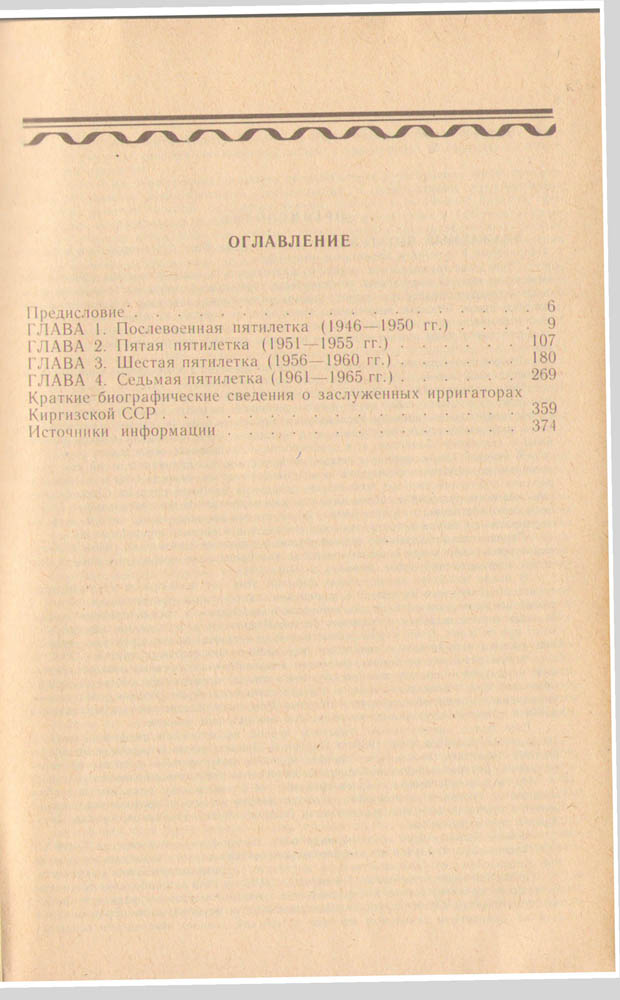 ОГЛАВЛЕНИЕ
Предисловие . . . . . . . . . . . . . . . 6
ГЛАВА 1. Послевоенная пятилетка (1946—1950 гг.) . . . . 9
ГЛАВА 2. Пятая пятилетка (1951—1955 гг.) . . . . . 107
ГЛАВА 3. Шестая пятилетка (1956—1960 гг.) . . . . . 180
ГЛАВА 4. Седьмая пятилетка (1961—1965 гг.) . . . . . 269
Краткие биографические сведения о заслуженных ирригаторах
Киргизской ССР . . . . . . . . . . . . . 359
Источники информации . . . . . . . . . . . 374